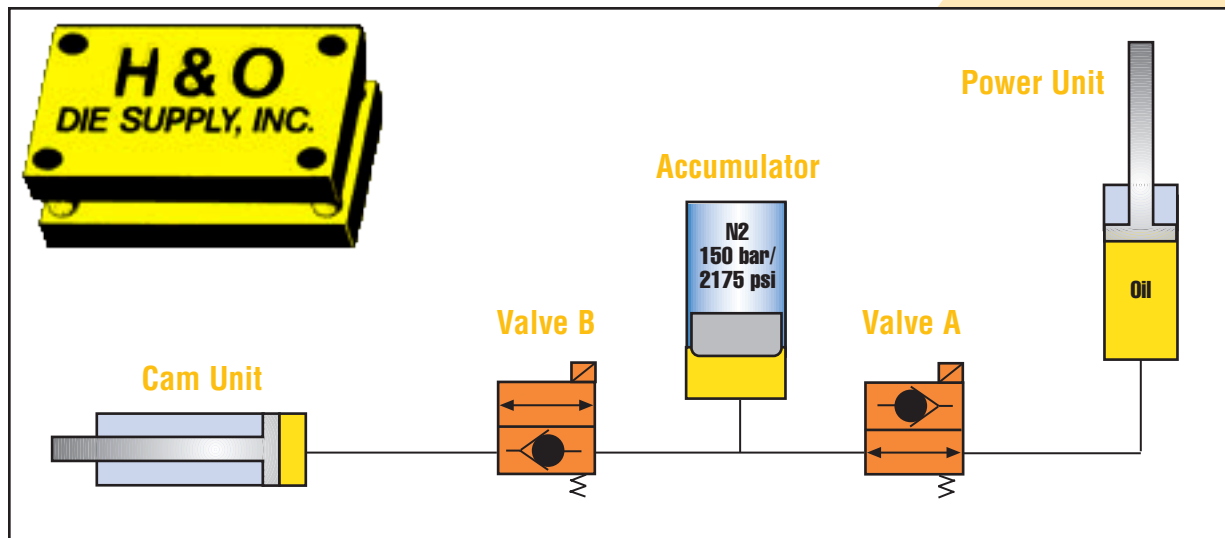 H & O
DIE SUPPLY, INC.
Power Unit
Accumulator
N2
150 bar/
2175 psi
Oil
Valve B
Valve A
Cam Unit